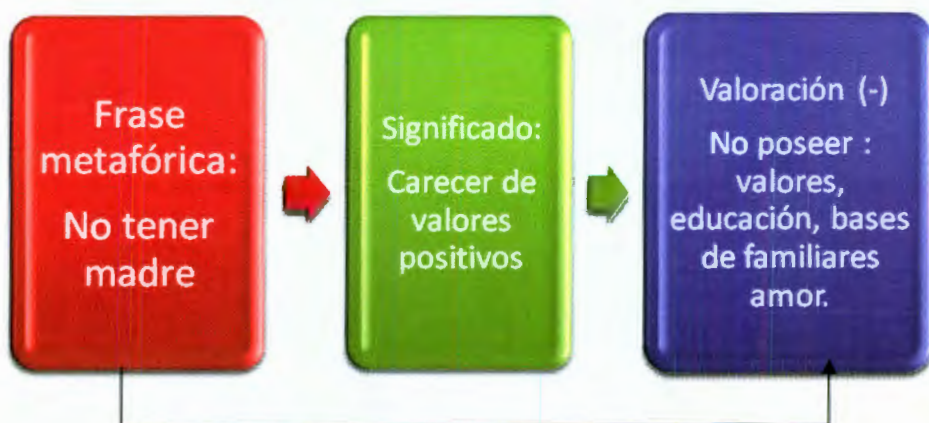 Frase
metafórica:
No tener
madre
Significado:
Carecer de
valores
positivos
Valoración (-)
No poseer :
valores,
educación, bases
de familiares
amor.